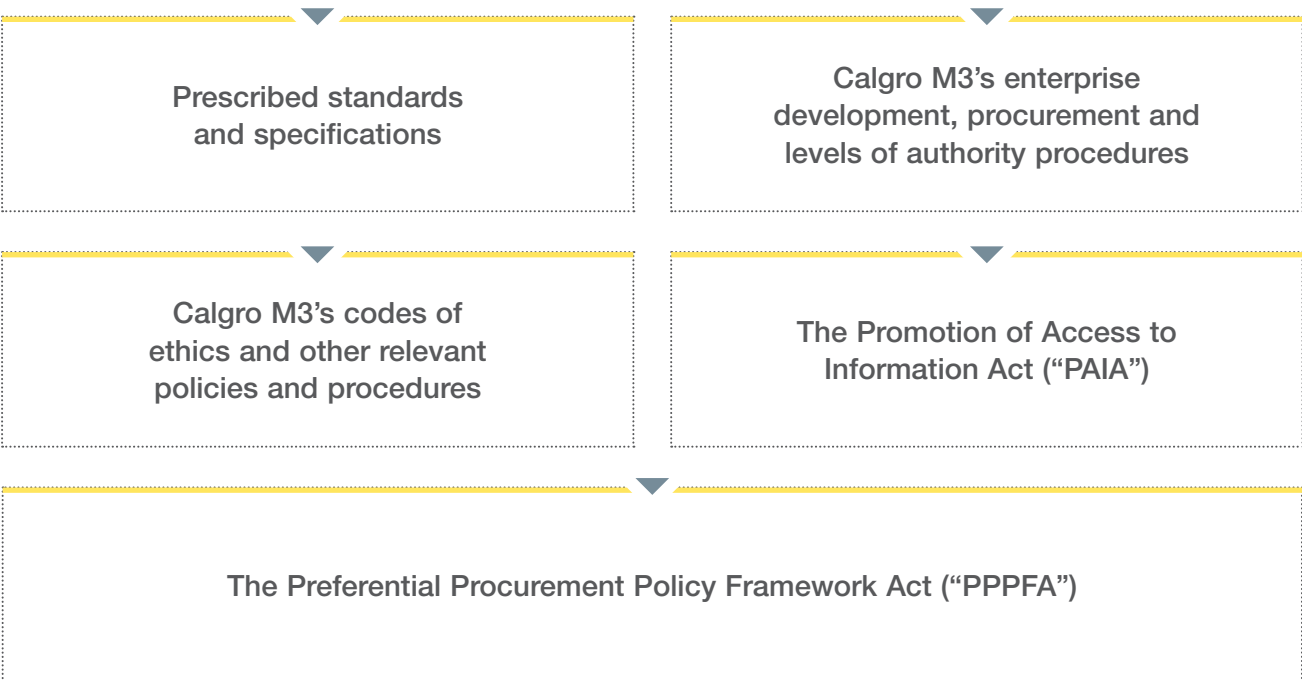 Prescribed standards
and specifications
Calgro M3’s enterprise
development, procurement and
levels of authority procedures
Calgro M3’s codes of
ethics and other relevant
policies and procedures
The Promotion of Access to
Information Act (“PAIA”)
The Preferential Procurement Policy Framework Act (“PPPFA”)